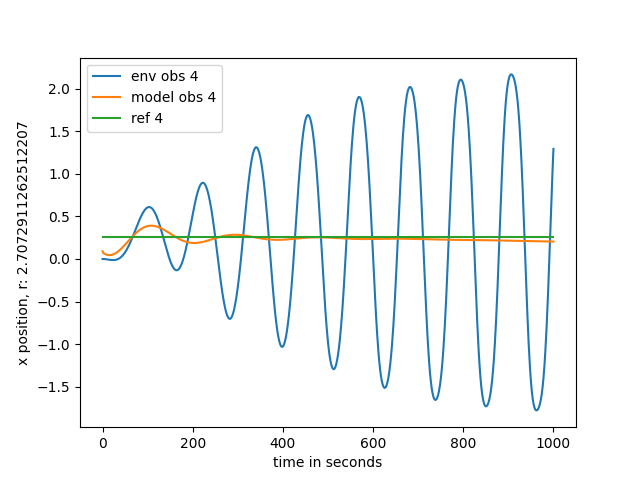 env obs 4
model obs 4
ref 4
2.0
1.5
1.0
0.5
0.0
−0.5
−1.0
−1.5
x position, r: 2.7072911262512207
0 200 400 600 800 1000
time in seconds